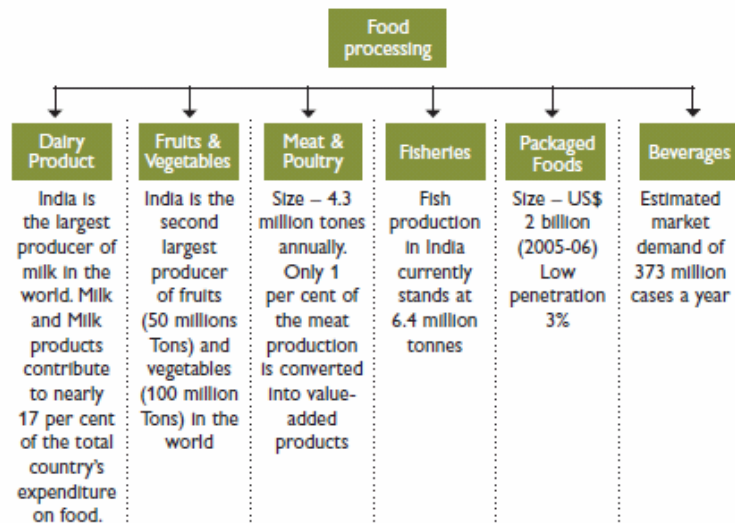 Food
processing
Dairy
Product
India is
the largest
producer of
milk in the
world. Milk
and Milk
products
contribute
to nearly
17 per cent
of the total
country's
expenditure
on food.
Fruits &
Vegetables
India is the
second
largest
producer
of fruits
(50 millions
Tons) and
vegetables
(100 million
Tons) in the
world
Meat &
Poultry
Size – 4.3
million tones
annually.
Only 1
per cent of
the meat
production
is converted
into value-
added
products
Fisheries
Fish
production
in India
currently
stands at
6.4 million
tonnes
Packaged
Foods
Size – US$
2 billion
(2005-06)
Low
penetration
3%
Beverages
Estimated
market
demand of
373 million
cases a year